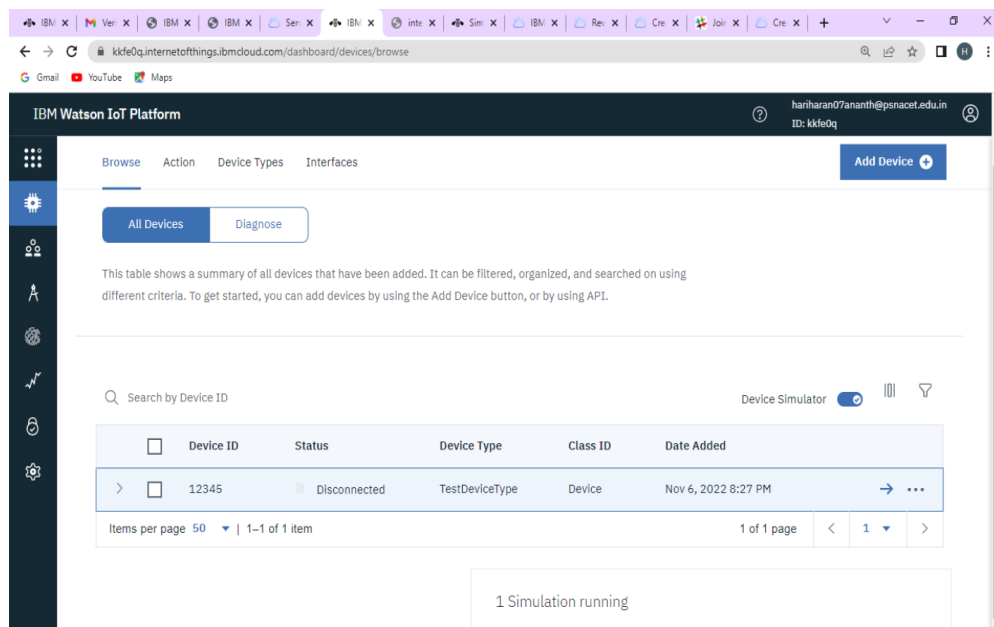 IBM
M Veri
IBM
IBM
Ser
IBM
inte
Sim
IBM
Rev
Cre
Join
Cre
kkfe0q.internetofthings.ibmcloud.com/dashboard/devices/browse
H
Gmail YouTube Maps
IBM Watson IoT Platform
hariharan07ananth@psnacet.edu.in
ID: kkfe0q
Browse Action Device Types Interfaces
Add Device
All Devices Diagnose
This table shows a summary of all devices that have been added. It can be filtered, organized, and searched on using
different criteria. To get started, you can add devices by using the Add Device button, or by using API.
Search by Device ID
Device Simulator
Device ID Status Device Type Class ID Date Added
12345 Disconnected TestDeviceType Device Nov 6, 2022 8:27 PM
Items per page 50 | 1–1 of 1 item
1 of 1 page 1
1 Simulation running